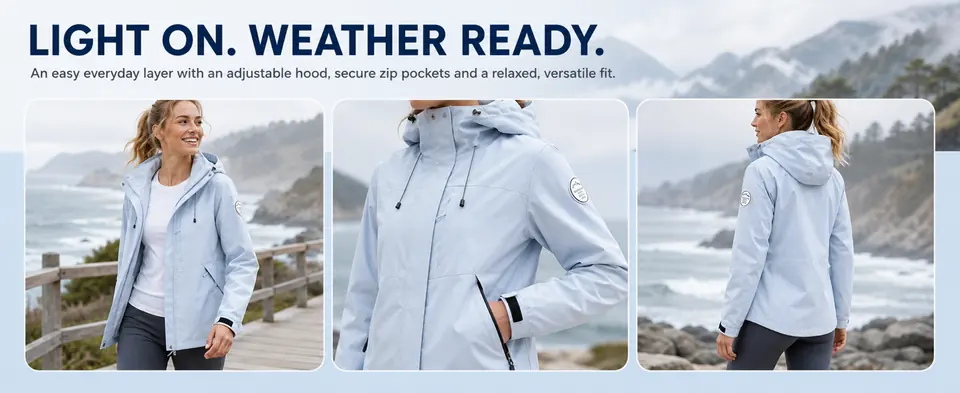 LIGHT ON. WEATHER READY.
An easy everyday layer with an adjustable hood, secure zip pockets and a relaxed, versatile fit.